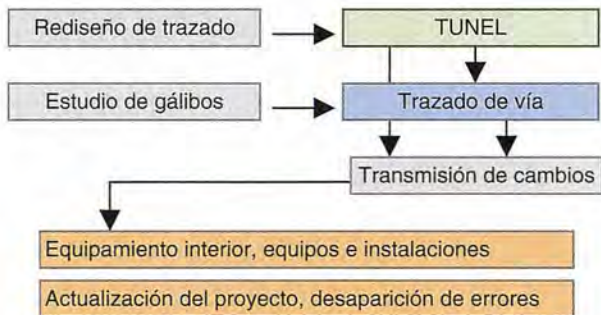 Rediseño de trazado
TUNEL
Estudio de gálibos
Trazado de vía
Transmisión de cambios
Equipamiento interior, equipos e instalaciones
Actualización del proyecto, desaparición de errores